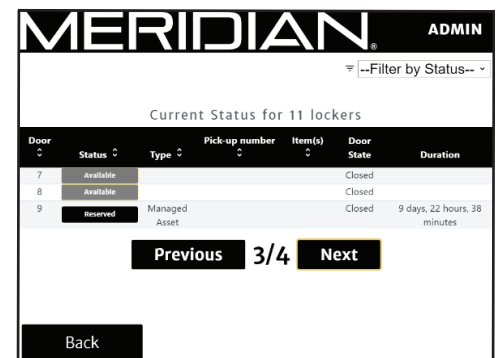 MERIDIAN®
ADMIN
--Filter by Status--
Current Status for 11 lockers
Door Status Type Pick-up number Item(s) Door State Duration
7 Available Closed
8 Available Closed
9 Reserved Managed Asset Closed 9 days, 22 hours, 38 minutes
Previous 3/4 Next
Back